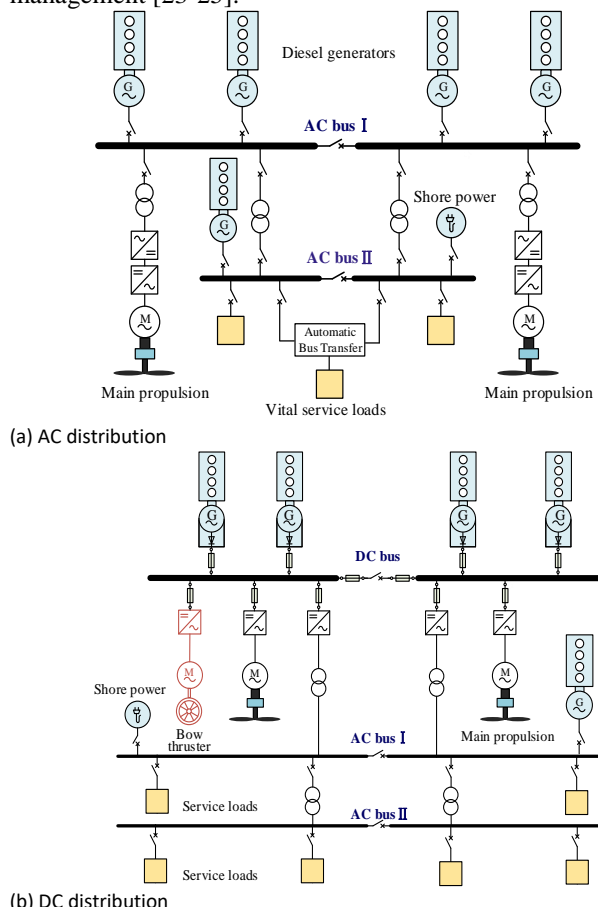 management [23-25].
Diesel generators
G
G
G
G
AC bus I
Shore power
G
AC bus II
M
M
Automatic
Bus Transfer
Main propulsion
Main propulsion
Vital service loads
(a) AC distribution
G
G
G
G
DC bus
M
M
M
Shore power
G
Bow
thruster
AC bus I
Main propulsion
Service loads
AC bus II
Service loads
(b) DC distribution